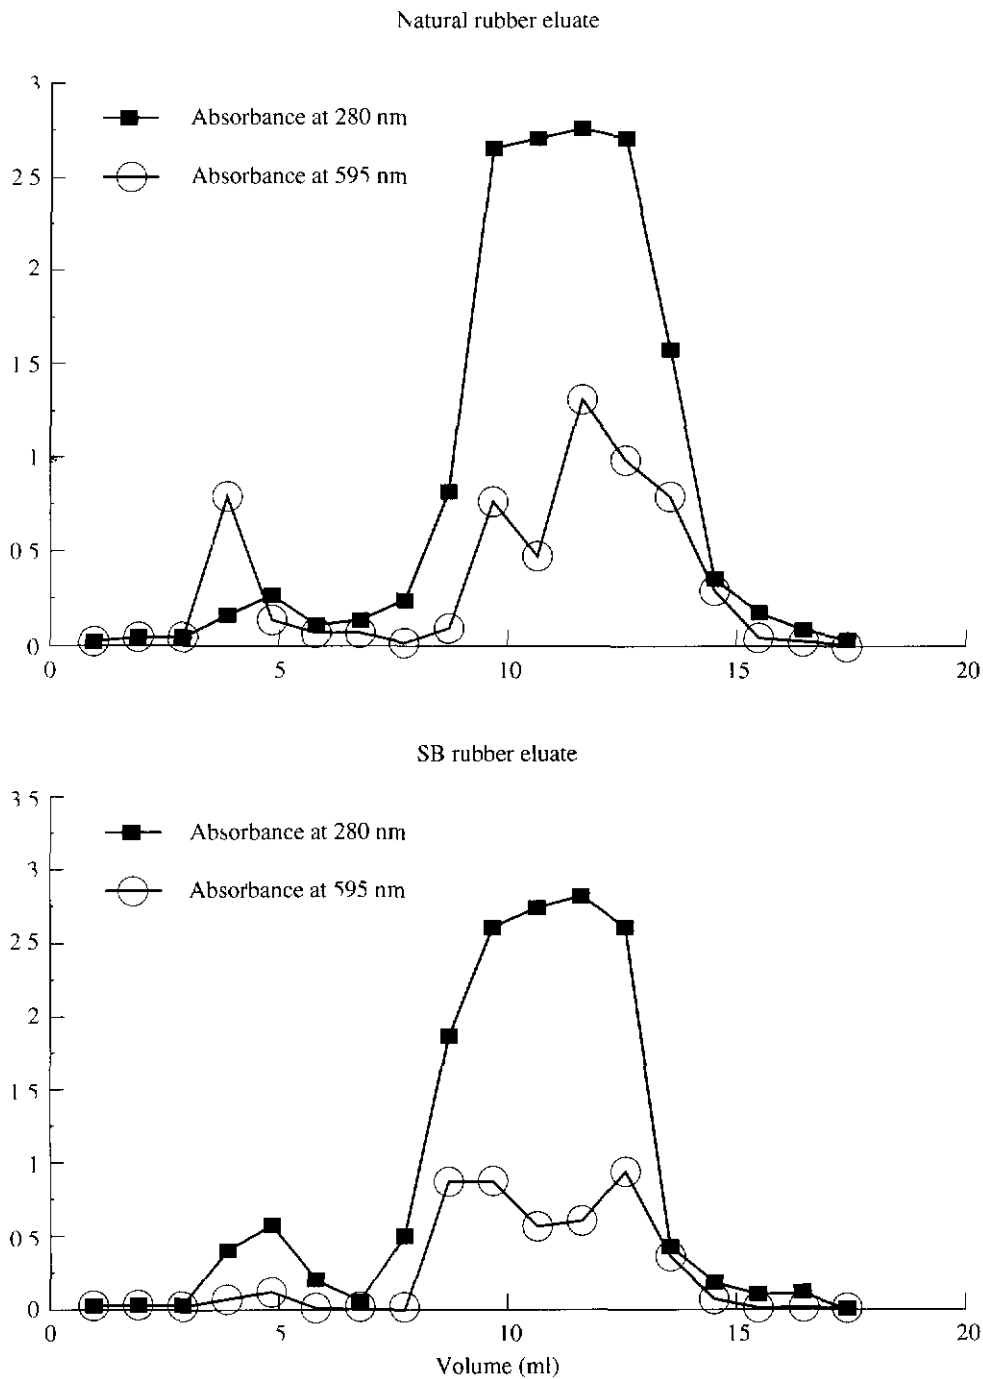 Natural rubber eluate
3
Absorbance at 280 nm
2 5
Absorbance at 595 nm
2
1 5
1
0 5
0
0 5 10 15 20
SB rubber eluate
3 5
Absorbance at 280 nm
3
Absorbance at 595 nm
2 5
2
1 5
1
0 5
0
0 5 10 15 20
Volume (ml)